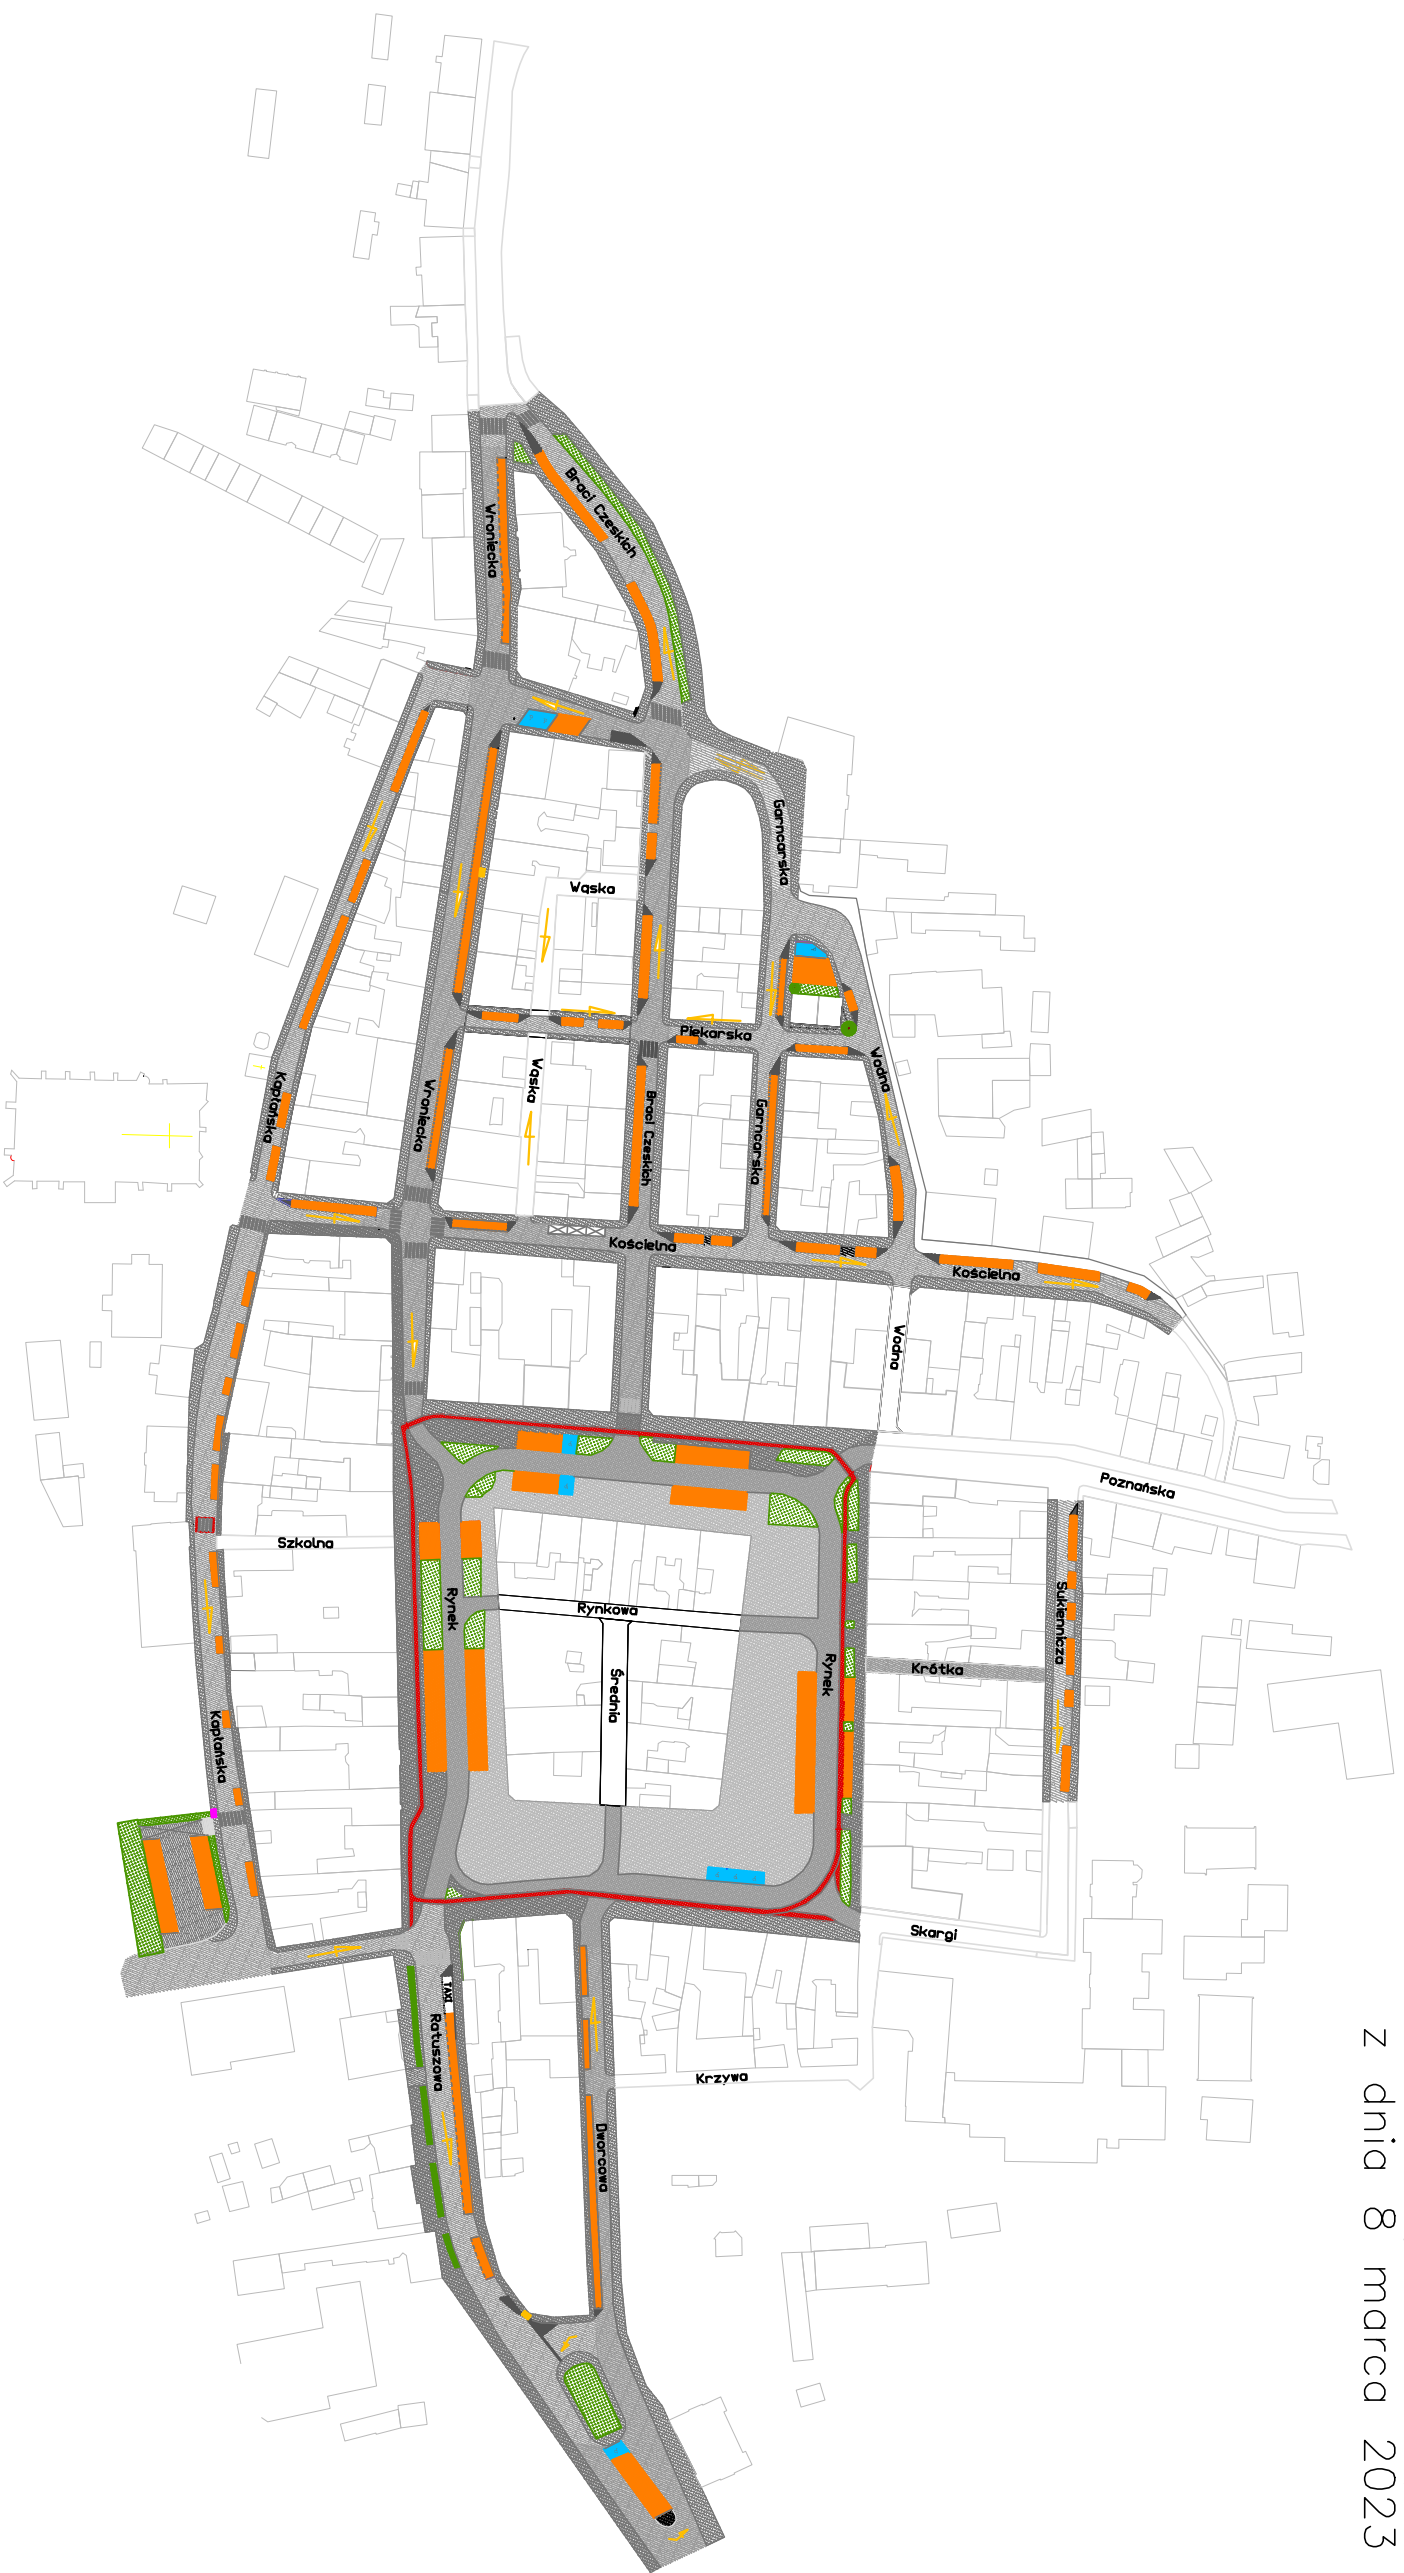 Braci Czeskich
Wroniecka
Garncarska
Wąska
Piekarska
Wodna
Wąska
Kapłańska
Wroniecka
Braci Czeskich
Garncarska
Kościelna
Kościelna
Wodna
Poznańska
Szkolna
Rynek
Rynkowa
Sukiennicza
Średnia
Rynek
Krótka
Kapłańska
Skargi
TAXI
Ratuszowa
Krzywa
Dworcowa
z dnia 8 marca 2023